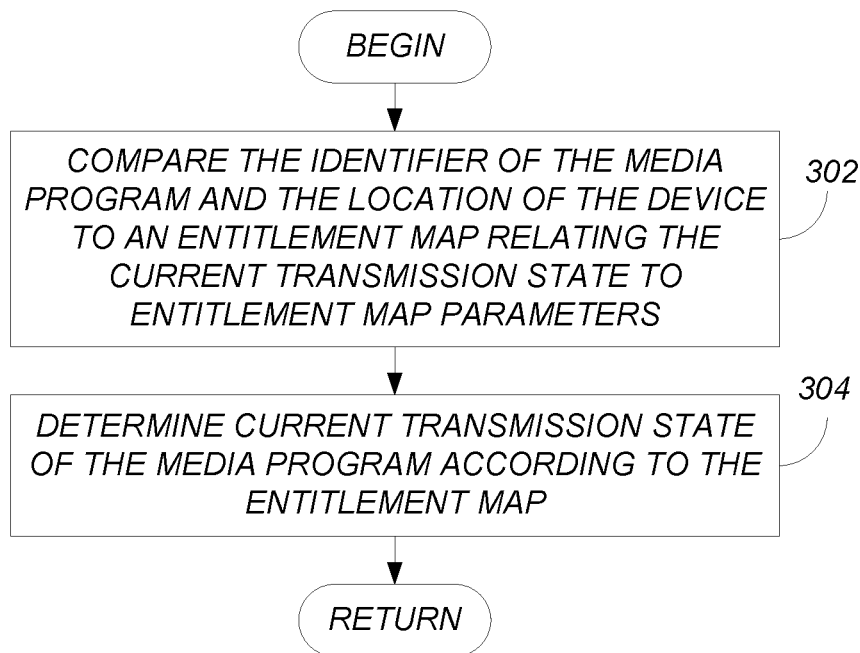 BEGIN
COMPARE THE IDENTIFIER OF THE MEDIA
PROGRAM AND THE LOCATION OF THE DEVICE
TO AN ENTITLEMENT MAP RELATING THE
CURRENT TRANSMISSION STATE TO
ENTITLEMENT MAP PARAMETERS
302
DETERMINE CURRENT TRANSMISSION STATE
OF THE MEDIA PROGRAM ACCORDING TO THE
ENTITLEMENT MAP
304
RETURN